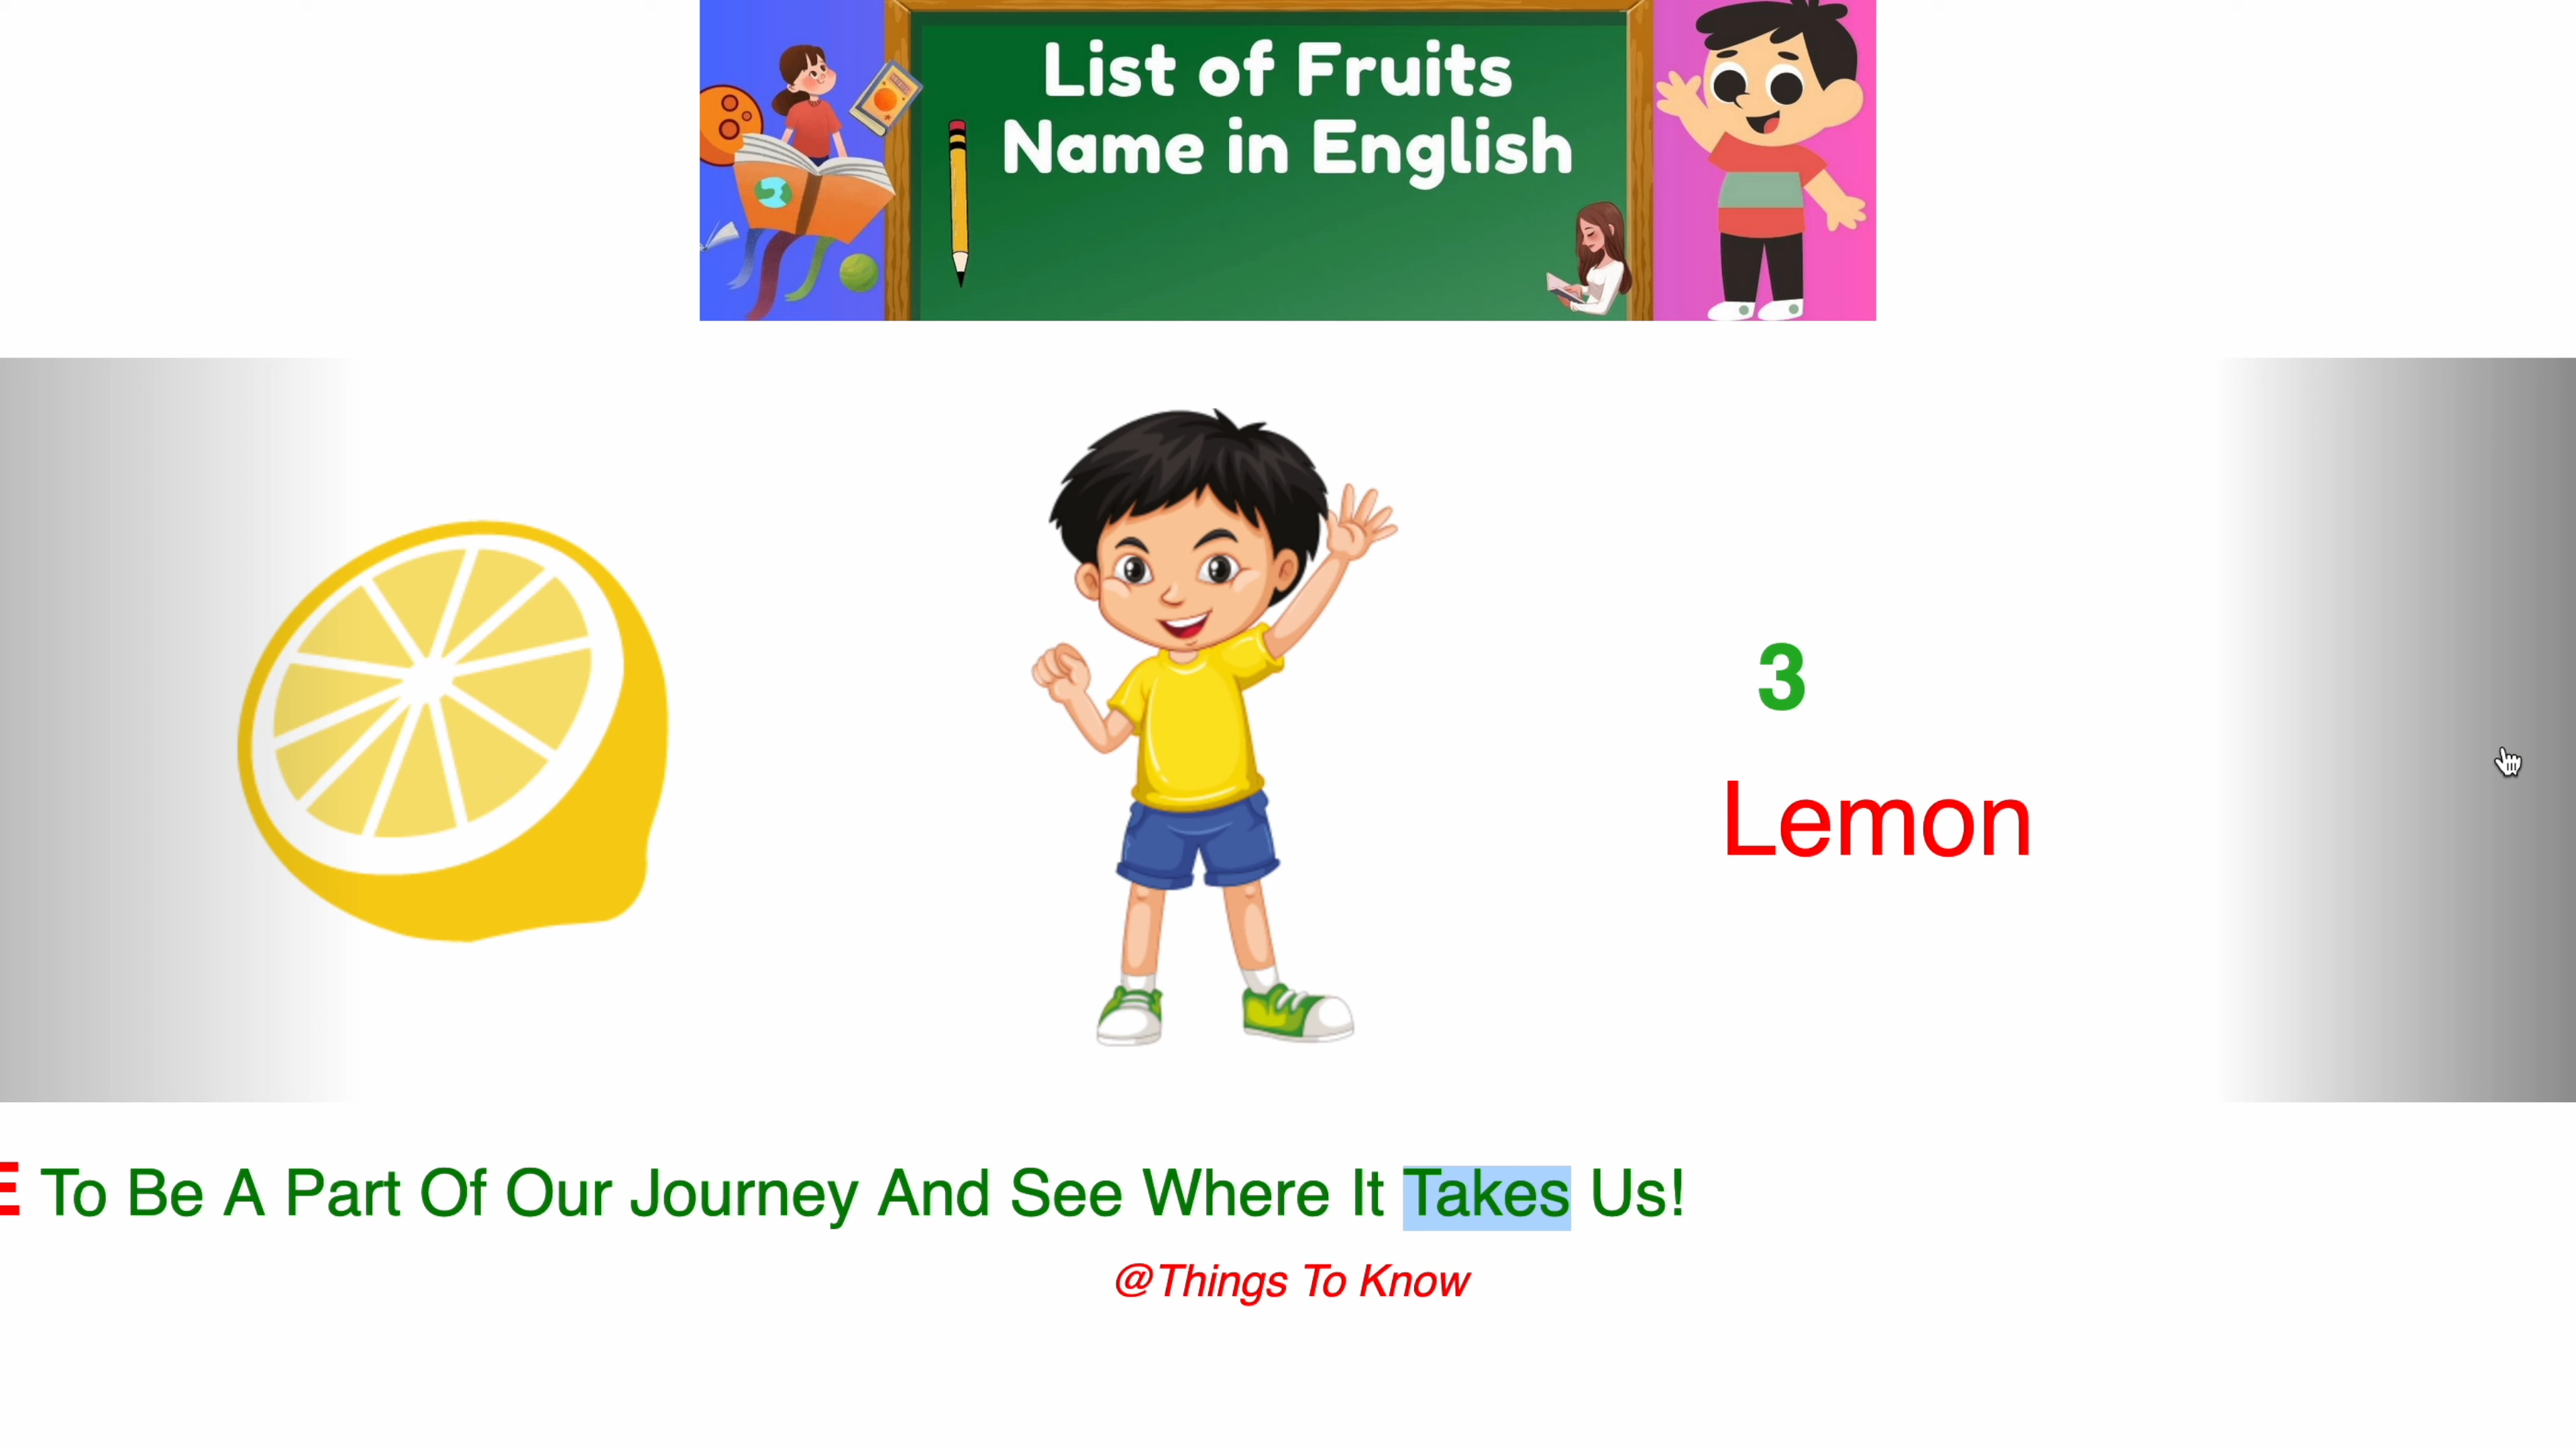 List of Fruits
Name in English
3
Lemon
To Be A Part Of Our Journey And See Where It Takes Us!
@Things To Know